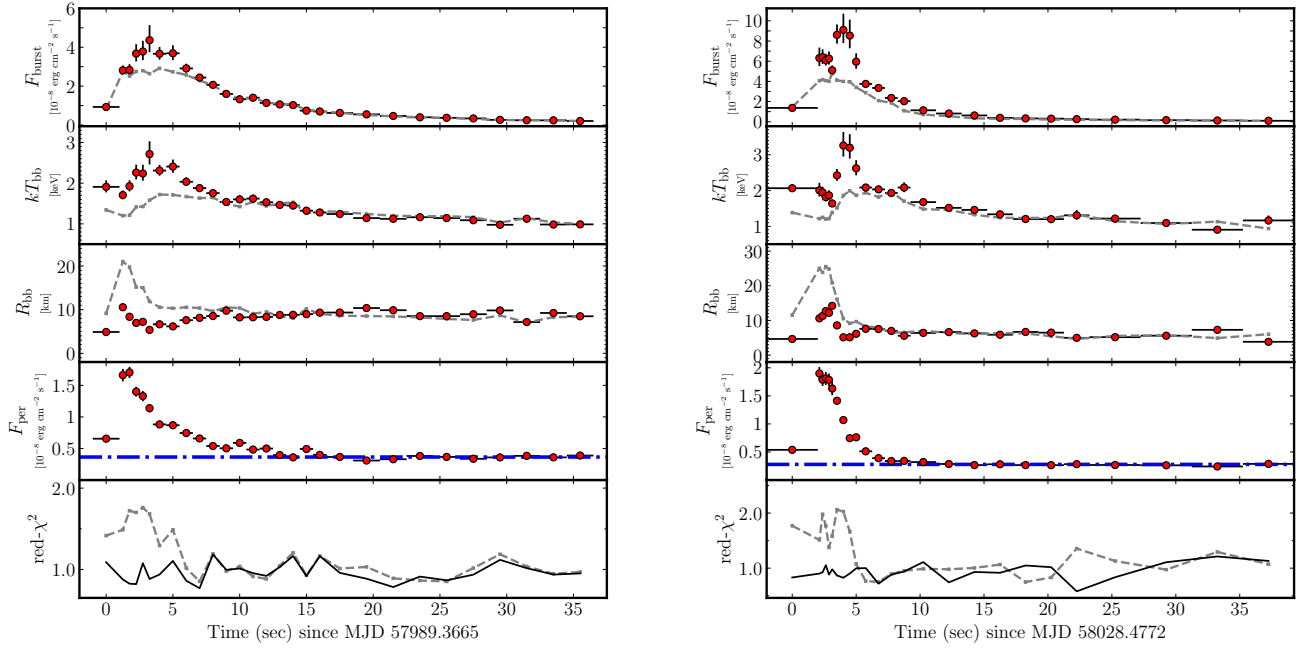 6
4
2
0
F_burst
[10⁻⁸ erg cm⁻² s⁻¹]
3
2
1
kT_bb
[keV]
20
10
0
R_bb
[km]
1.5
1
0.5
F_per
[10⁻⁸ erg cm⁻² s⁻¹]
2.0
1.0
red-χ²
0 5 10 15 20 25 30 35
Time (sec) since MJD 57989.3665
10
8
6
4
2
0
F_burst
[10⁻⁸ erg cm⁻² s⁻¹]
3
2
1
kT_bb
[keV]
30
20
10
0
R_bb
[km]
2
1.5
1
0.5
F_per
[10⁻⁸ erg cm⁻² s⁻¹]
2.0
1.0
red-χ²
0 5 10 15 20 25 30 35
Time (sec) since MJD 58028.4772